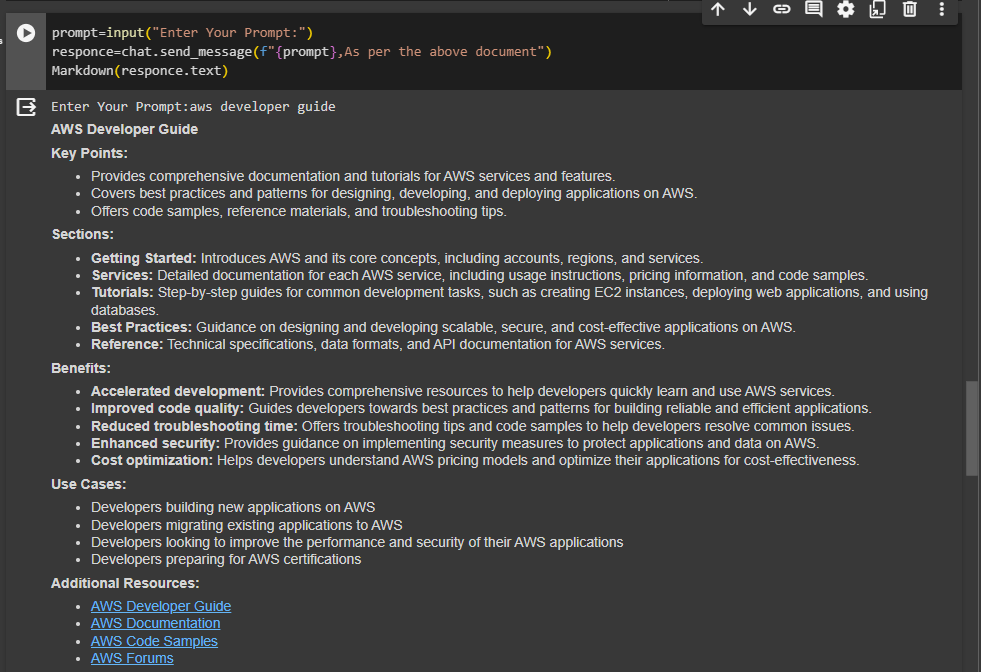 prompt=input("Enter Your Prompt:")
responce=chat.send_message(f"{prompt},As per the above document")
Markdown(responce.text)
Enter Your Prompt:aws developer guide
AWS Developer Guide
Key Points:
• Provides comprehensive documentation and tutorials for AWS services and features.
• Covers best practices and patterns for designing, developing, and deploying applications on AWS.
• Offers code samples, reference materials, and troubleshooting tips.
Sections:
• Getting Started: Introduces AWS and its core concepts, including accounts, regions, and services.
• Services: Detailed documentation for each AWS service, including usage instructions, pricing information, and code samples.
• Tutorials: Step-by-step guides for common development tasks, such as creating EC2 instances, deploying web applications, and using
databases.
• Best Practices: Guidance on designing and developing scalable, secure, and cost-effective applications on AWS.
• Reference: Technical specifications, data formats, and API documentation for AWS services.
Benefits:
• Accelerated development: Provides comprehensive resources to help developers quickly learn and use AWS services.
• Improved code quality: Guides developers towards best practices and patterns for building reliable and efficient applications.
• Reduced troubleshooting time: Offers troubleshooting tips and code samples to help developers resolve common issues.
• Enhanced security: Provides guidance on implementing security measures to protect applications and data on AWS.
• Cost optimization: Helps developers understand AWS pricing models and optimize their applications for cost-effectiveness.
Use Cases:
• Developers building new applications on AWS
• Developers migrating existing applications to AWS
• Developers looking to improve the performance and security of their AWS applications
• Developers preparing for AWS certifications
Additional Resources:
• AWS Developer Guide
• AWS Documentation
• AWS Code Samples
• AWS Forums